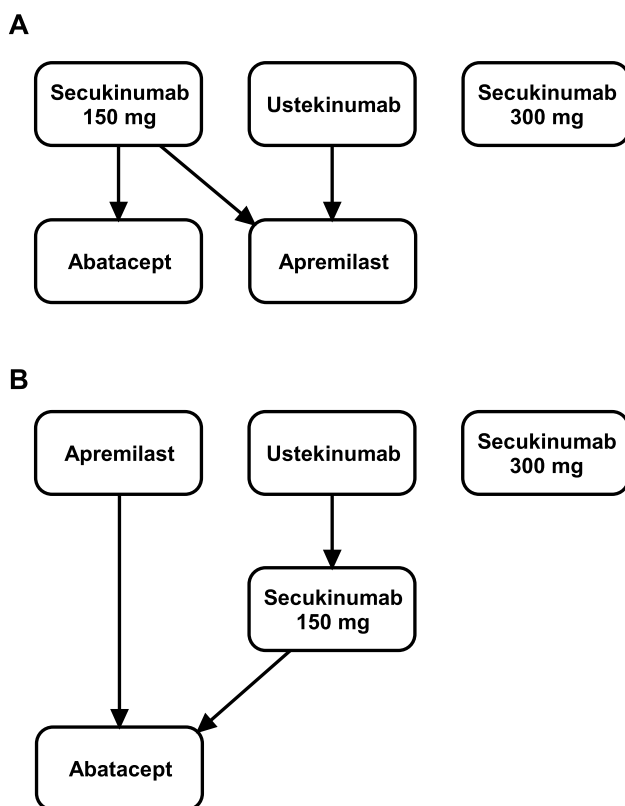 A
Secukinumab
150 mg
Ustekinumab
Secukinumab
300 mg
Abatacept
Apremilast
B
Apremilast
Ustekinumab
Secukinumab
300 mg
Secukinumab
150 mg
Abatacept